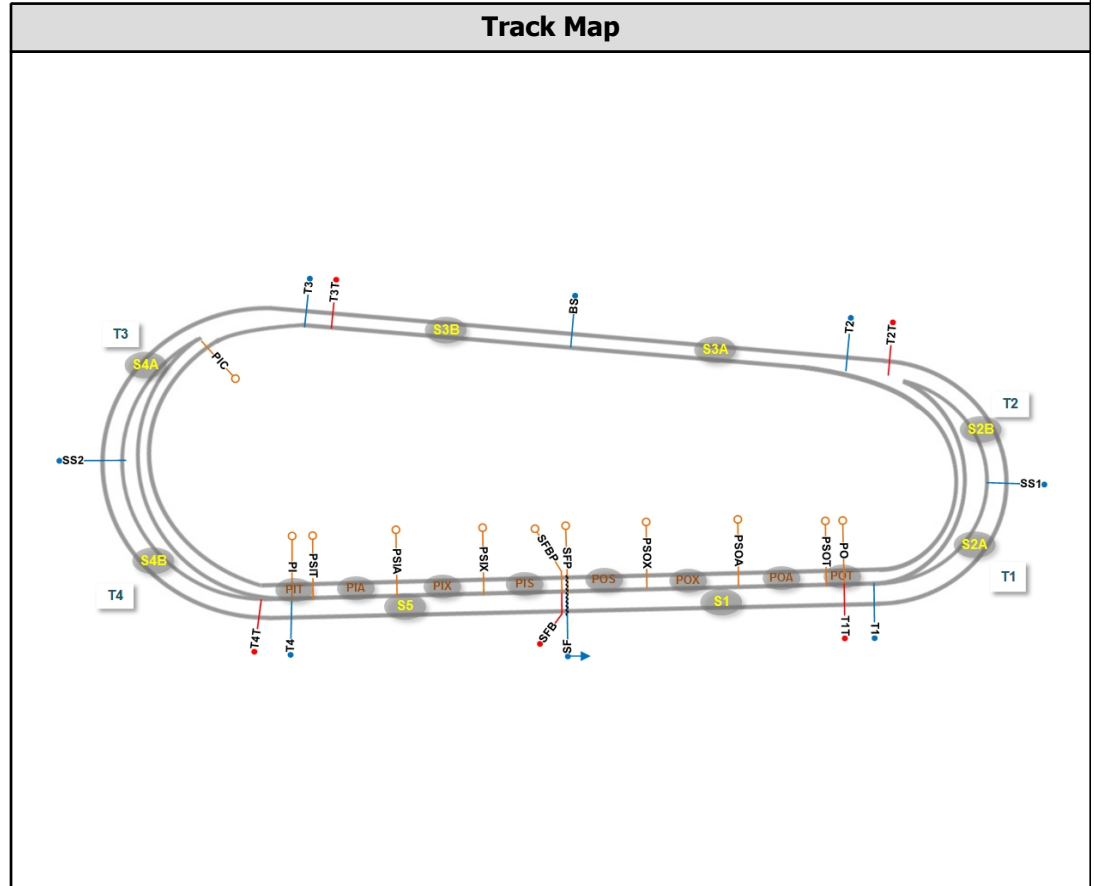 Track Map
T3
T3T
BS
T2
T2T
T3
S4A
PIC
S3B
S3A
T2
S2B
SS2
SS1
S4B
T4
PI
PSIT
PSIA
PSIX
SFBP
SFP
PSOX
PSOA
PSOT
PO
S2A
T1
PIT
PIA
PIX
PIS
POS
POX
POA
POT
S5
S1
T4T
T4
SFB
SF
T1T
T1